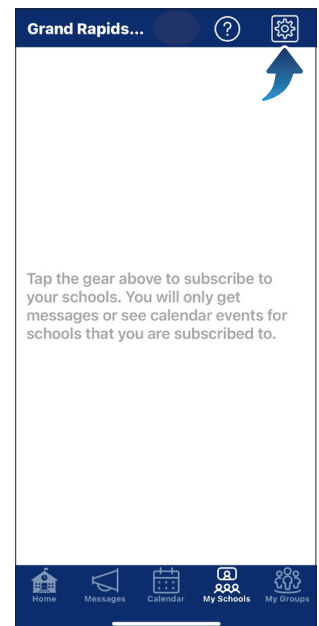 Grand Rapids... ?
Tap the gear above to subscribe to
your schools. You will only get
messages or see calendar events for
schools that you are subscribed to.
Home Messages Calendar My Schools My Groups